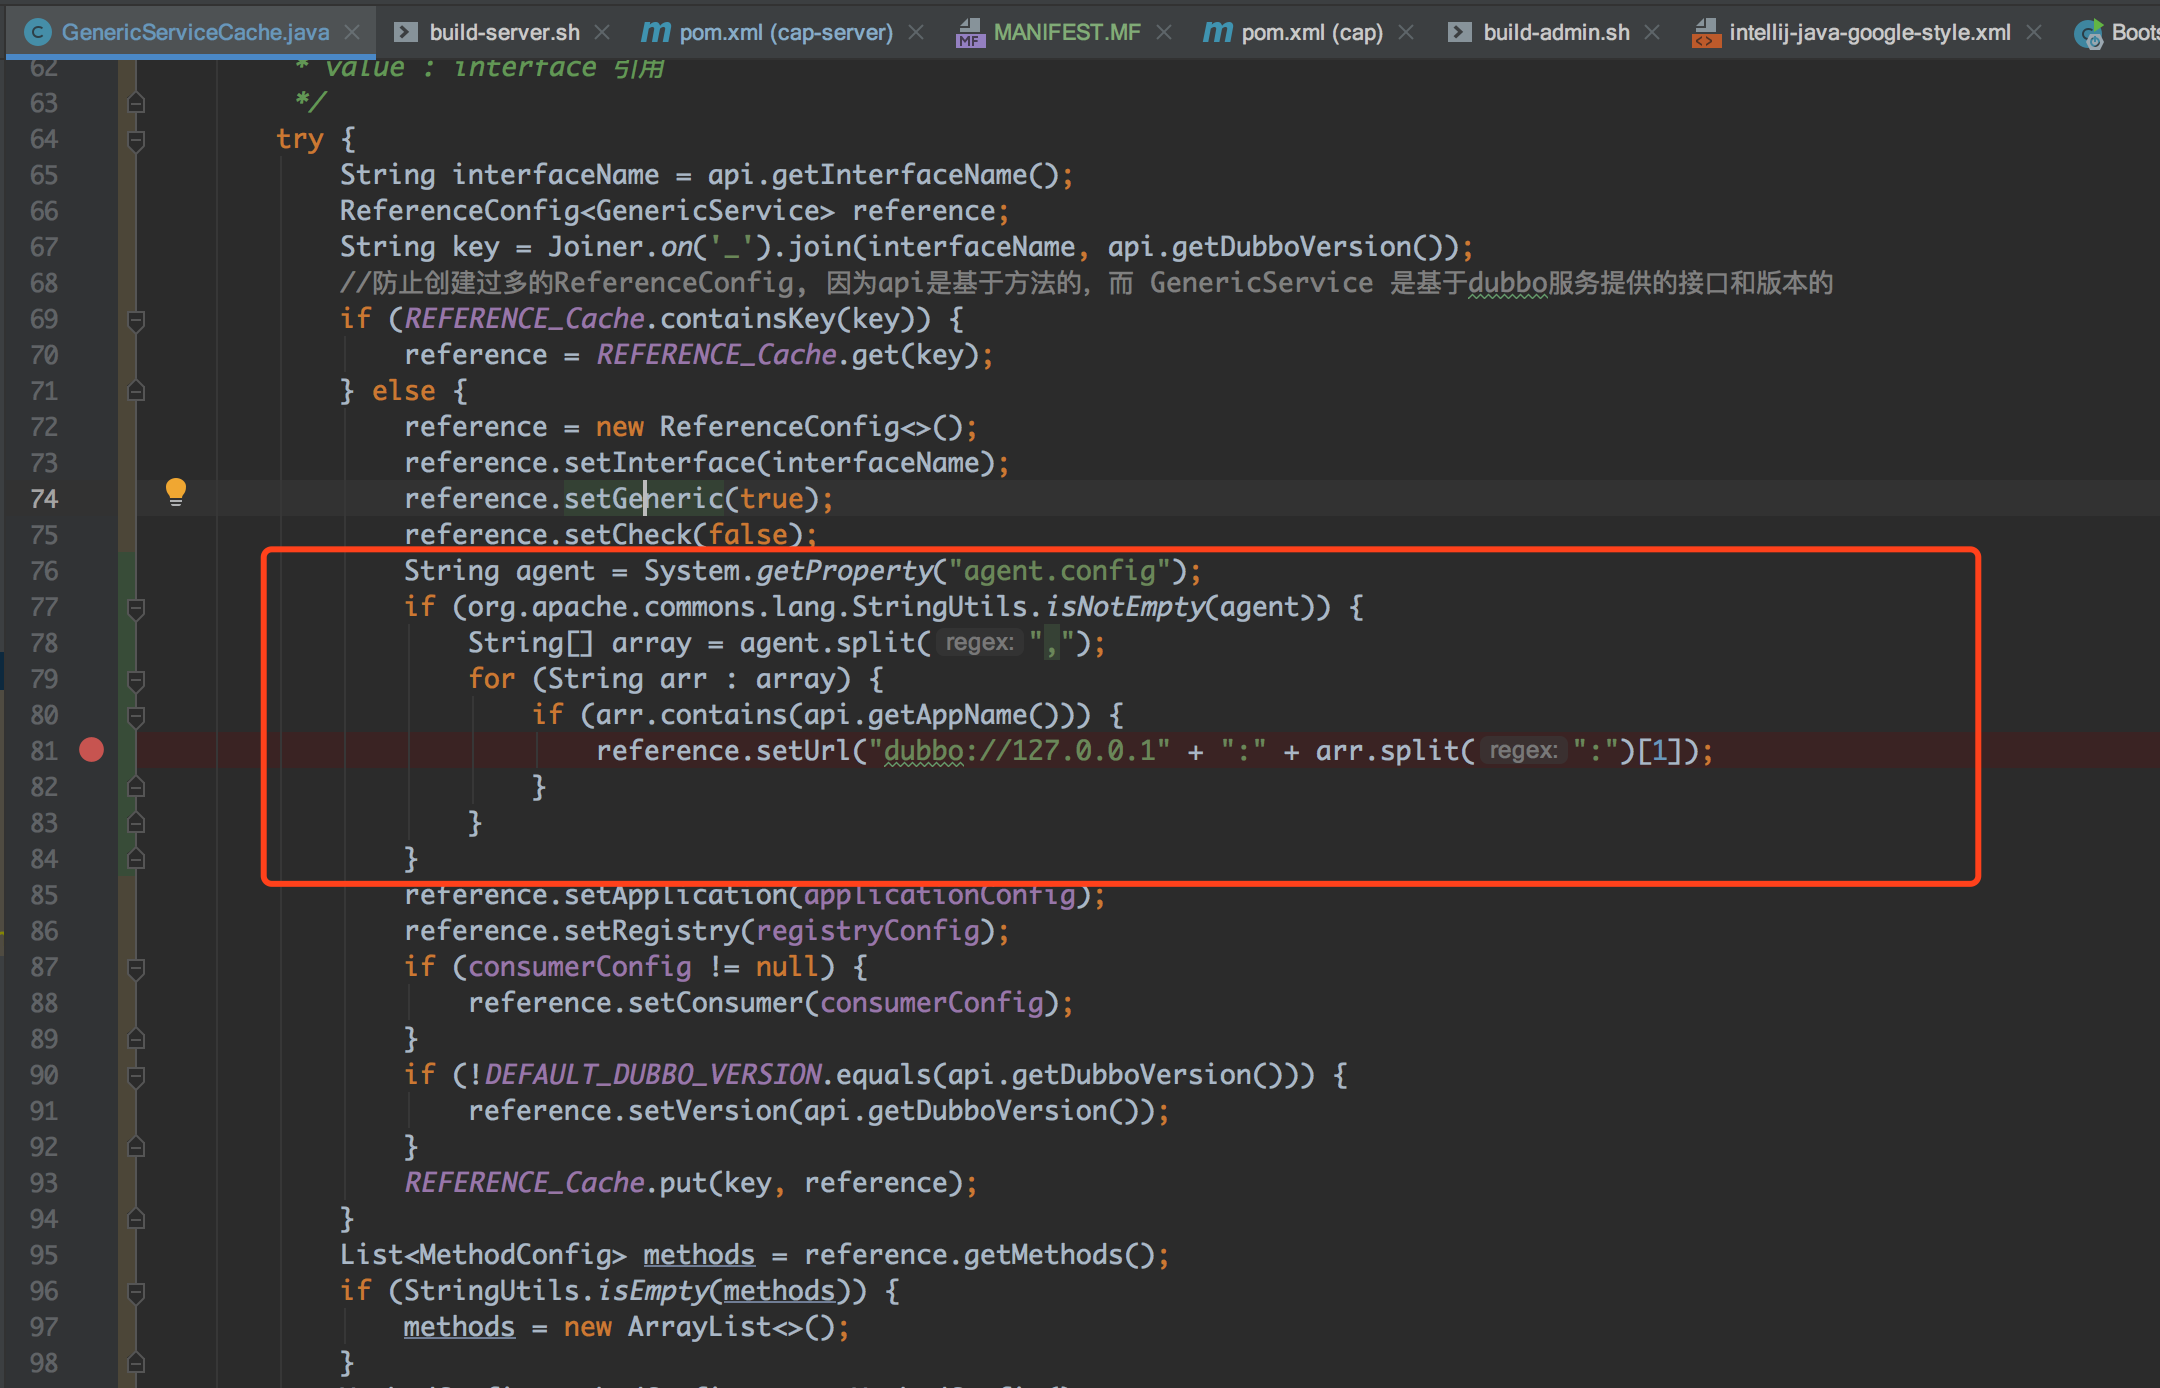 GenericServiceCache.java build-server.sh pom.xml (cap-server) MANIFEST.MF pom.xml (cap) build-admin.sh intellij-java-google-style.xml
62 * value : interface 引用
63 */
64 try {
65 String interfaceName = api.getInterfaceName();
66 ReferenceConfig<GenericService> reference;
67 String key = Joiner.on('_').join(interfaceName, api.getDubboVersion());
68 //防止创建过多的ReferenceConfig, 因为api是基于方法的, 而 GenericService 是基于dubbo服务提供的接口和版本的
69 if (REFERENCE_Cache.containsKey(key)) {
70 reference = REFERENCE_Cache.get(key);
71 } else {
72 reference = new ReferenceConfig<>();
73 reference.setInterface(interfaceName);
74 reference.setGeneric(true);
75 reference.setCheck(false);
76 String agent = System.getProperty("agent.config");
77 if (org.apache.commons.lang.StringUtils.isNotEmpty(agent)) {
78 String[] array = agent.split( regex: ",");
79 for (String arr : array) {
80 if (arr.contains(api.getAppName())) {
81 reference.setUrl("dubbo://127.0.0.1" + ":" + arr.split( regex: ":")[1]);
82 }
83 }
84 }
85 reference.setApplication(applicationConfig);
86 reference.setRegistry(registryConfig);
87 if (consumerConfig != null) {
88 reference.setConsumer(consumerConfig);
89 }
90 if (!DEFAULT_DUBBO_VERSION.equals(api.getDubboVersion())) {
91 reference.setVersion(api.getDubboVersion());
92 }
93 REFERENCE_Cache.put(key, reference);
94 }
95 List<MethodConfig> methods = reference.getMethods();
96 if (StringUtils.isEmpty(methods)) {
97 methods = new ArrayList<>();
98 }